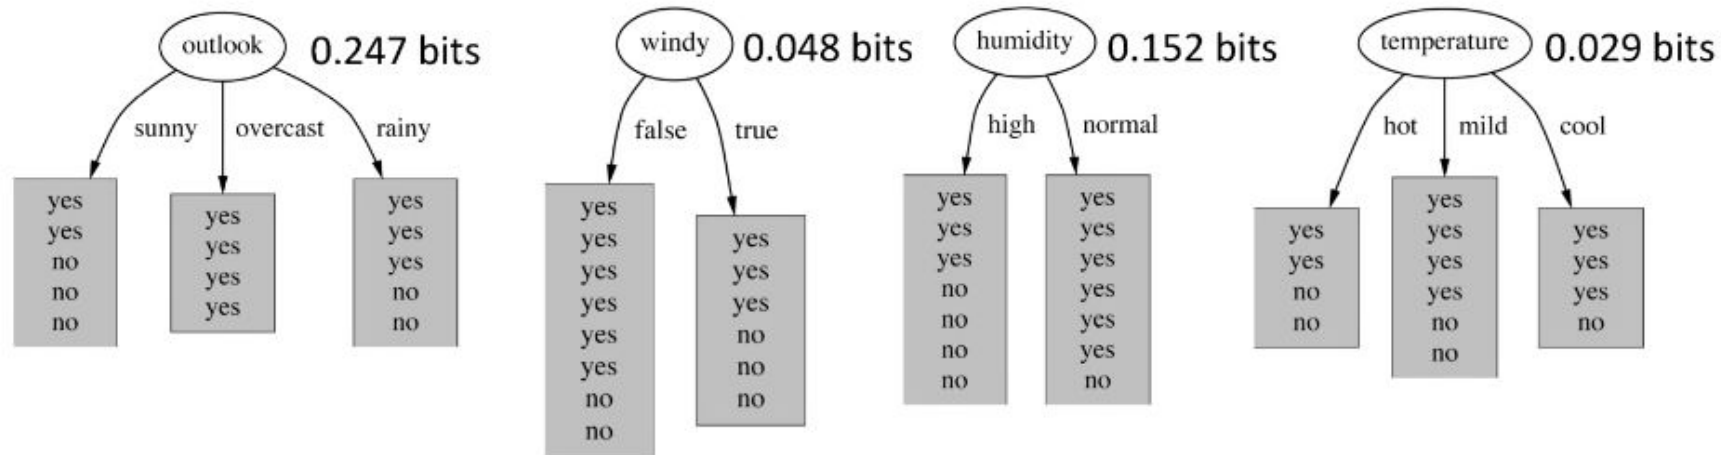 outlook 0.247 bits
sunny overcast rainy
yes
yes
no
no
no
yes
yes
yes
yes
yes
yes
yes
no
no
windy 0.048 bits
false true
yes
yes
yes
yes
yes
yes
no
no
yes
yes
yes
no
no
no
humidity 0.152 bits
high normal
yes
yes
yes
no
no
no
no
yes
yes
yes
yes
yes
yes
no
temperature 0.029 bits
hot mild cool
yes
yes
no
no
yes
yes
yes
yes
no
no
yes
yes
yes
no